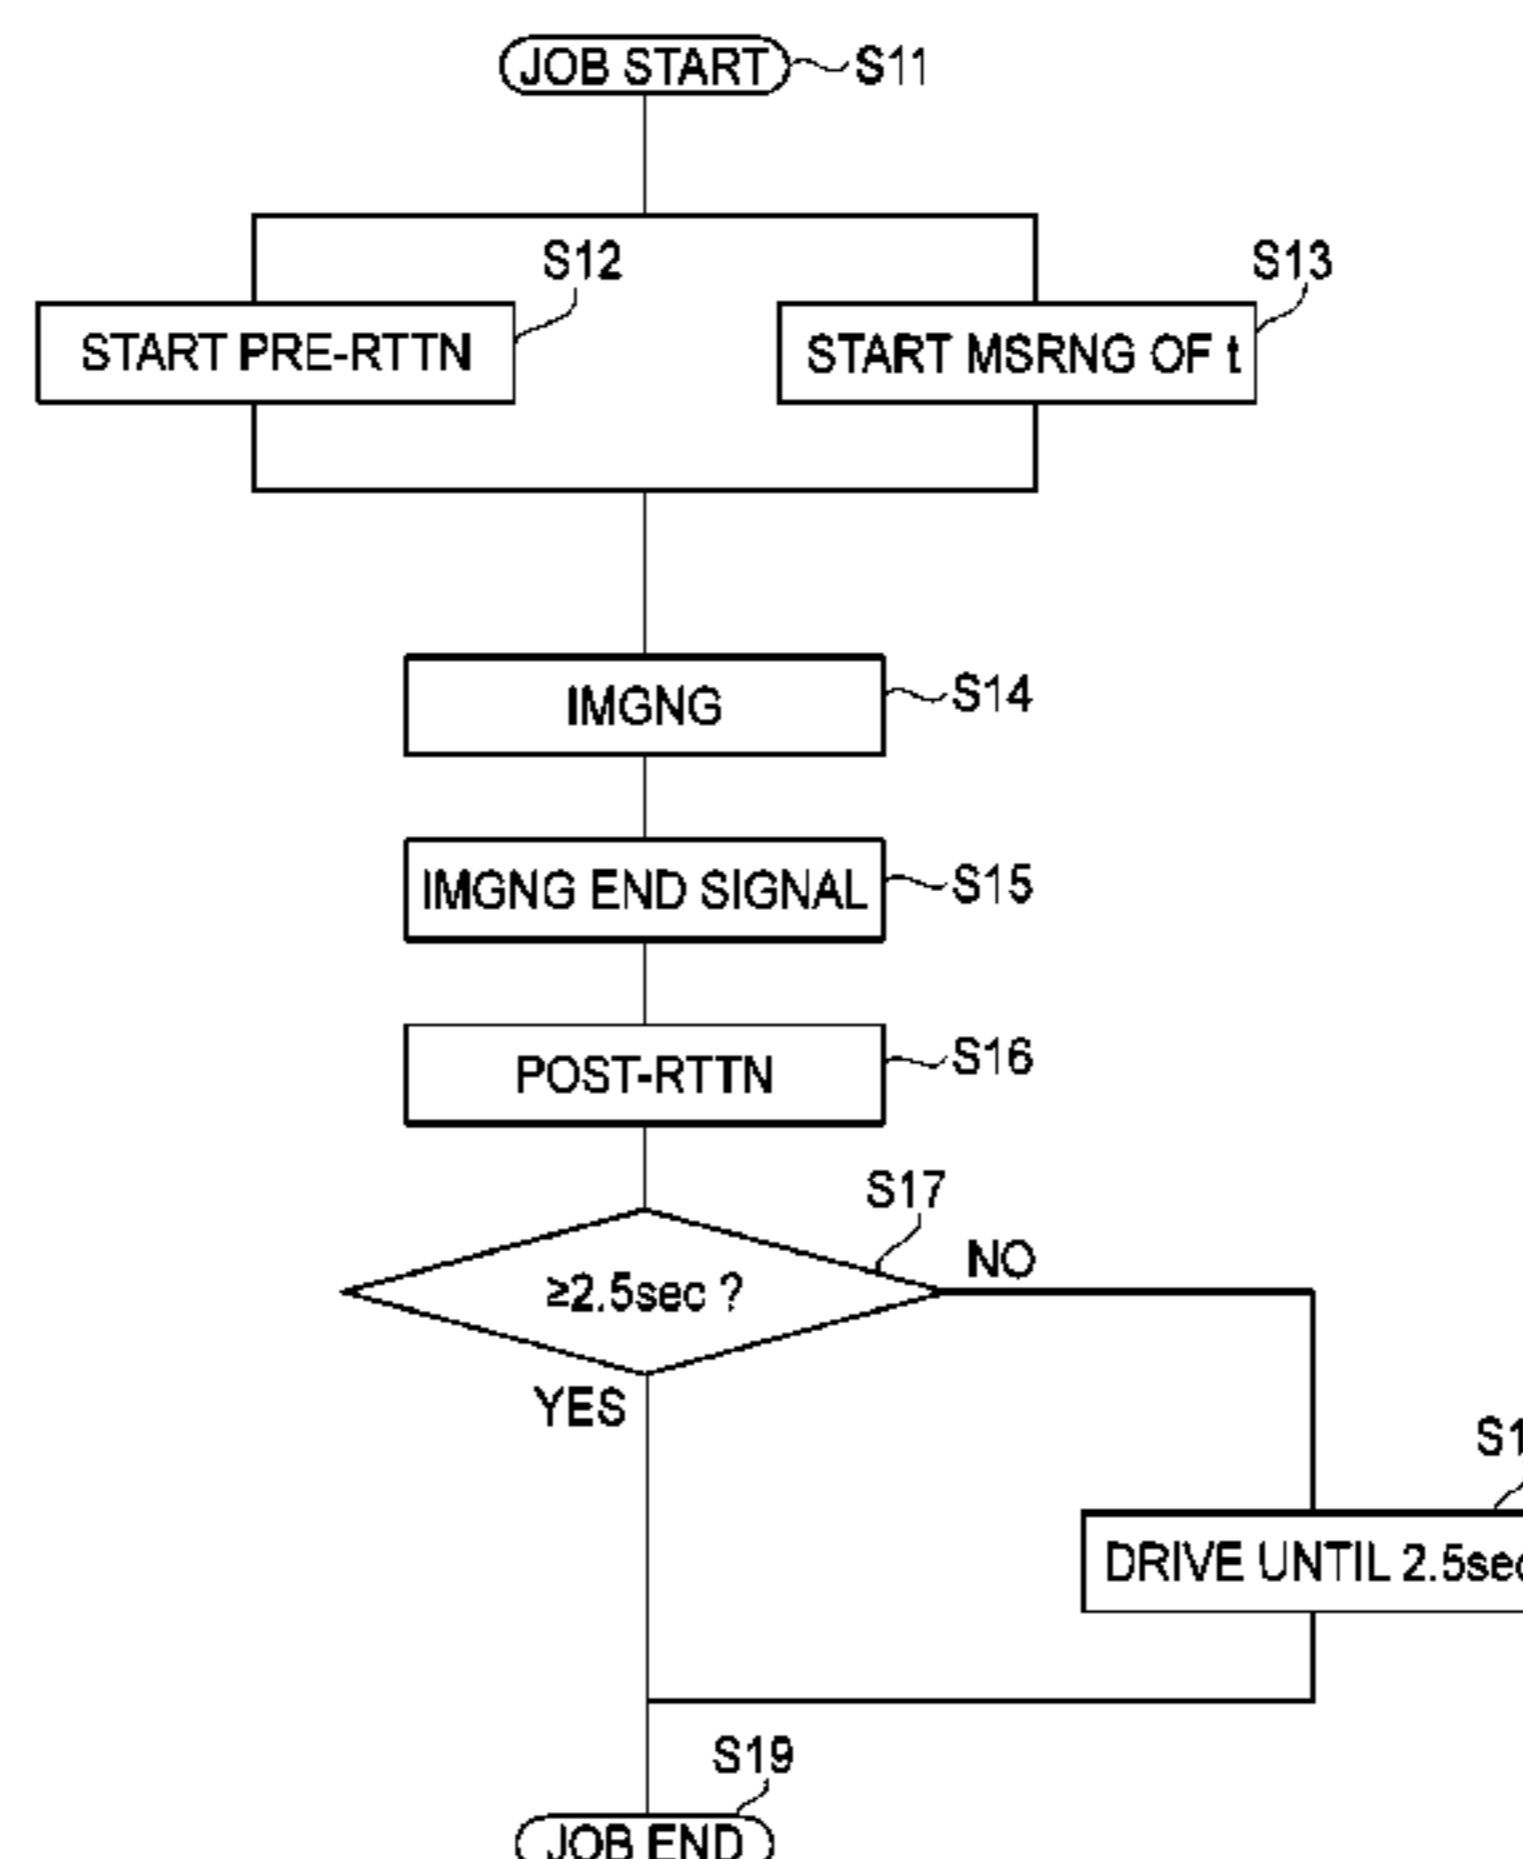 JOB START S11
S12 S13
START PRE-RTTN START MSRNG OF t
IMGNG S14
IMGNG END SIGNAL S15
POST-RTTN S16
S17
≥2.5sec ? NO
YES
DRIVE UNTIL 2.5sec
S19
JOB END